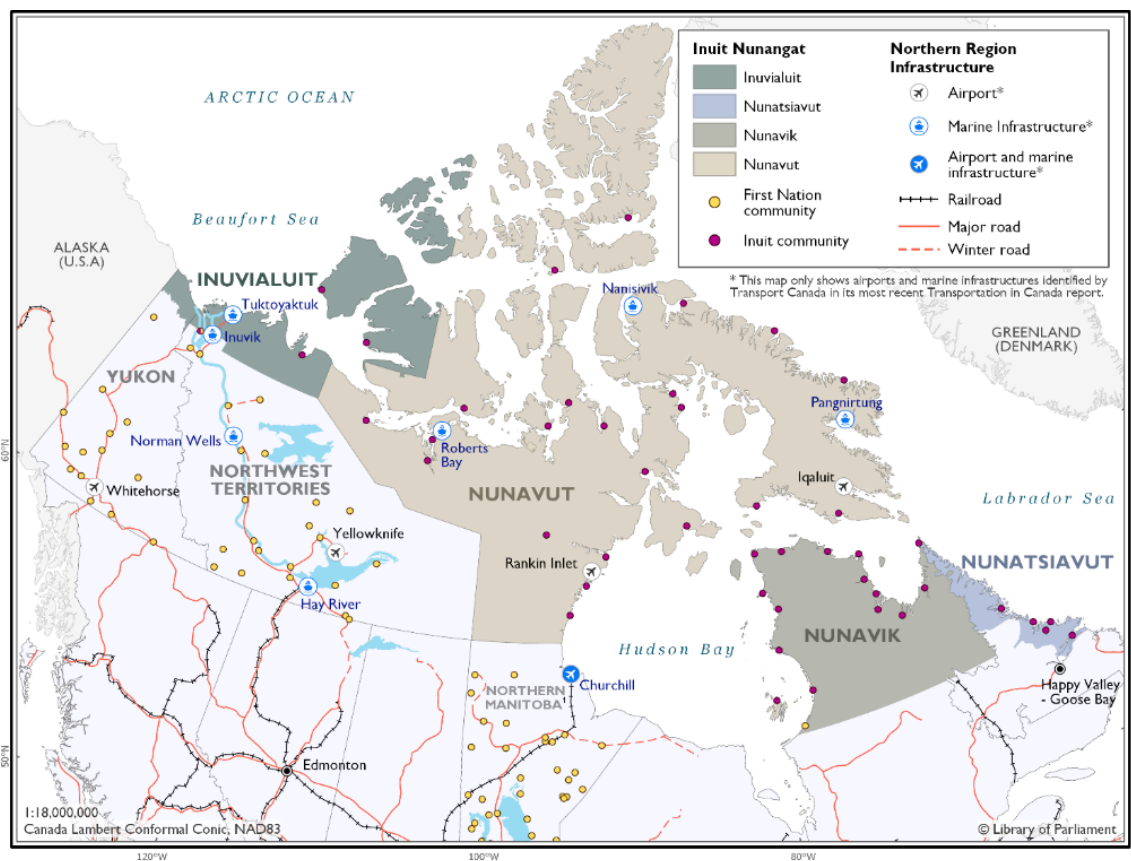 Inuit Nunangat
Inuvialuit
Nunatsiavut
Nunavik
Nunavut
First Nation
community
Inuit community
Northern Region
Infrastructure
Airport*
Marine Infrastructure*
Airport and marine
infrastructure*
Railroad
Major road
Winter road
* This map only shows airports and marine infrastructures identified by
Transport Canada in its most recent Transportation in Canada report.
ARCTIC OCEAN
Beaufort Sea
ALASKA
(U.S.A)
INUVIALUIT
Tuktoyaktuk
Inuvik
Nanisivik
GREENLAND
(DENMARK)
YUKON
Pangnirtung
Norman Wells
Roberts
Bay
NORTHWEST
TERRITORIES
Iqaluit
Whitehorse
NUNAVUT
Labrador Sea
Yellowknife
Rankin Inlet
NUNATSIAVUT
Hay River
NUNAVIK
Hudson Bay
Churchill
NORTHERN
MANITOBA
Happy Valley
- Goose Bay
Edmonton
60°N
50°N
1:18,000,000
Canada Lambert Conformal Conic, NAD83
© Library of Parliament
120°W
100°W
80°W